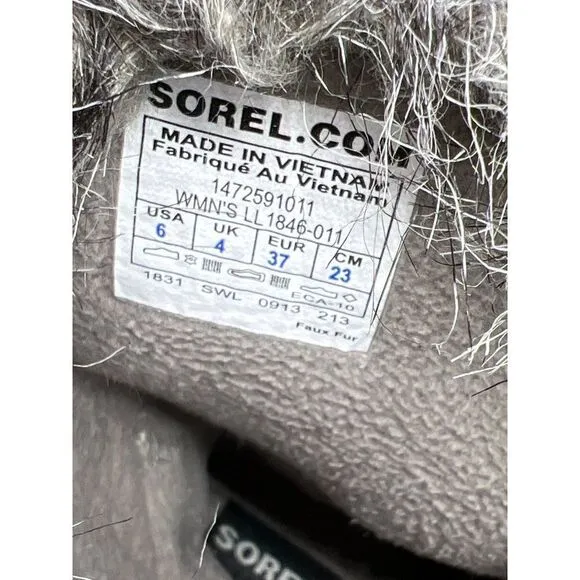 SOREL.COM
MADE IN VIETNAM
Fabriqué Au Vietnam
1472591011
WMN'S LL1846-011
USA UK EUR CM
6 4 37 23
ECA-10
1831 SWL 0913 213
Faux Fur
SOREL